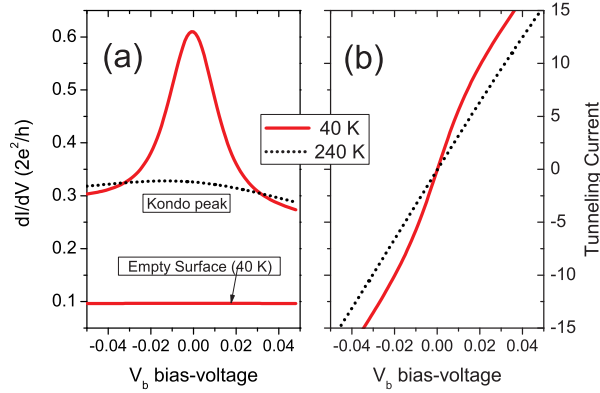 0.6
0.5
0.4
0.3
0.2
0.1
dI/dV (2e²/h)
(a)
Kondo peak
Empty Surface (40 K)
-0.04 -0.02 0.00 0.02 0.04
V_b bias-voltage
40 K
240 K
(b)
15
10
5
0
-5
-10
-15
Tunneling Current
-0.04 -0.02 0.00 0.02 0.04
V_b bias-voltage